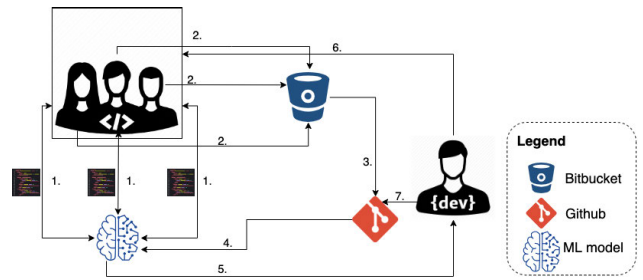 2.
6.
2.
</>
2.
3.
1.
1.
1.
{dev}
7.
4.
5.
Legend
Bitbucket
Github
ML model